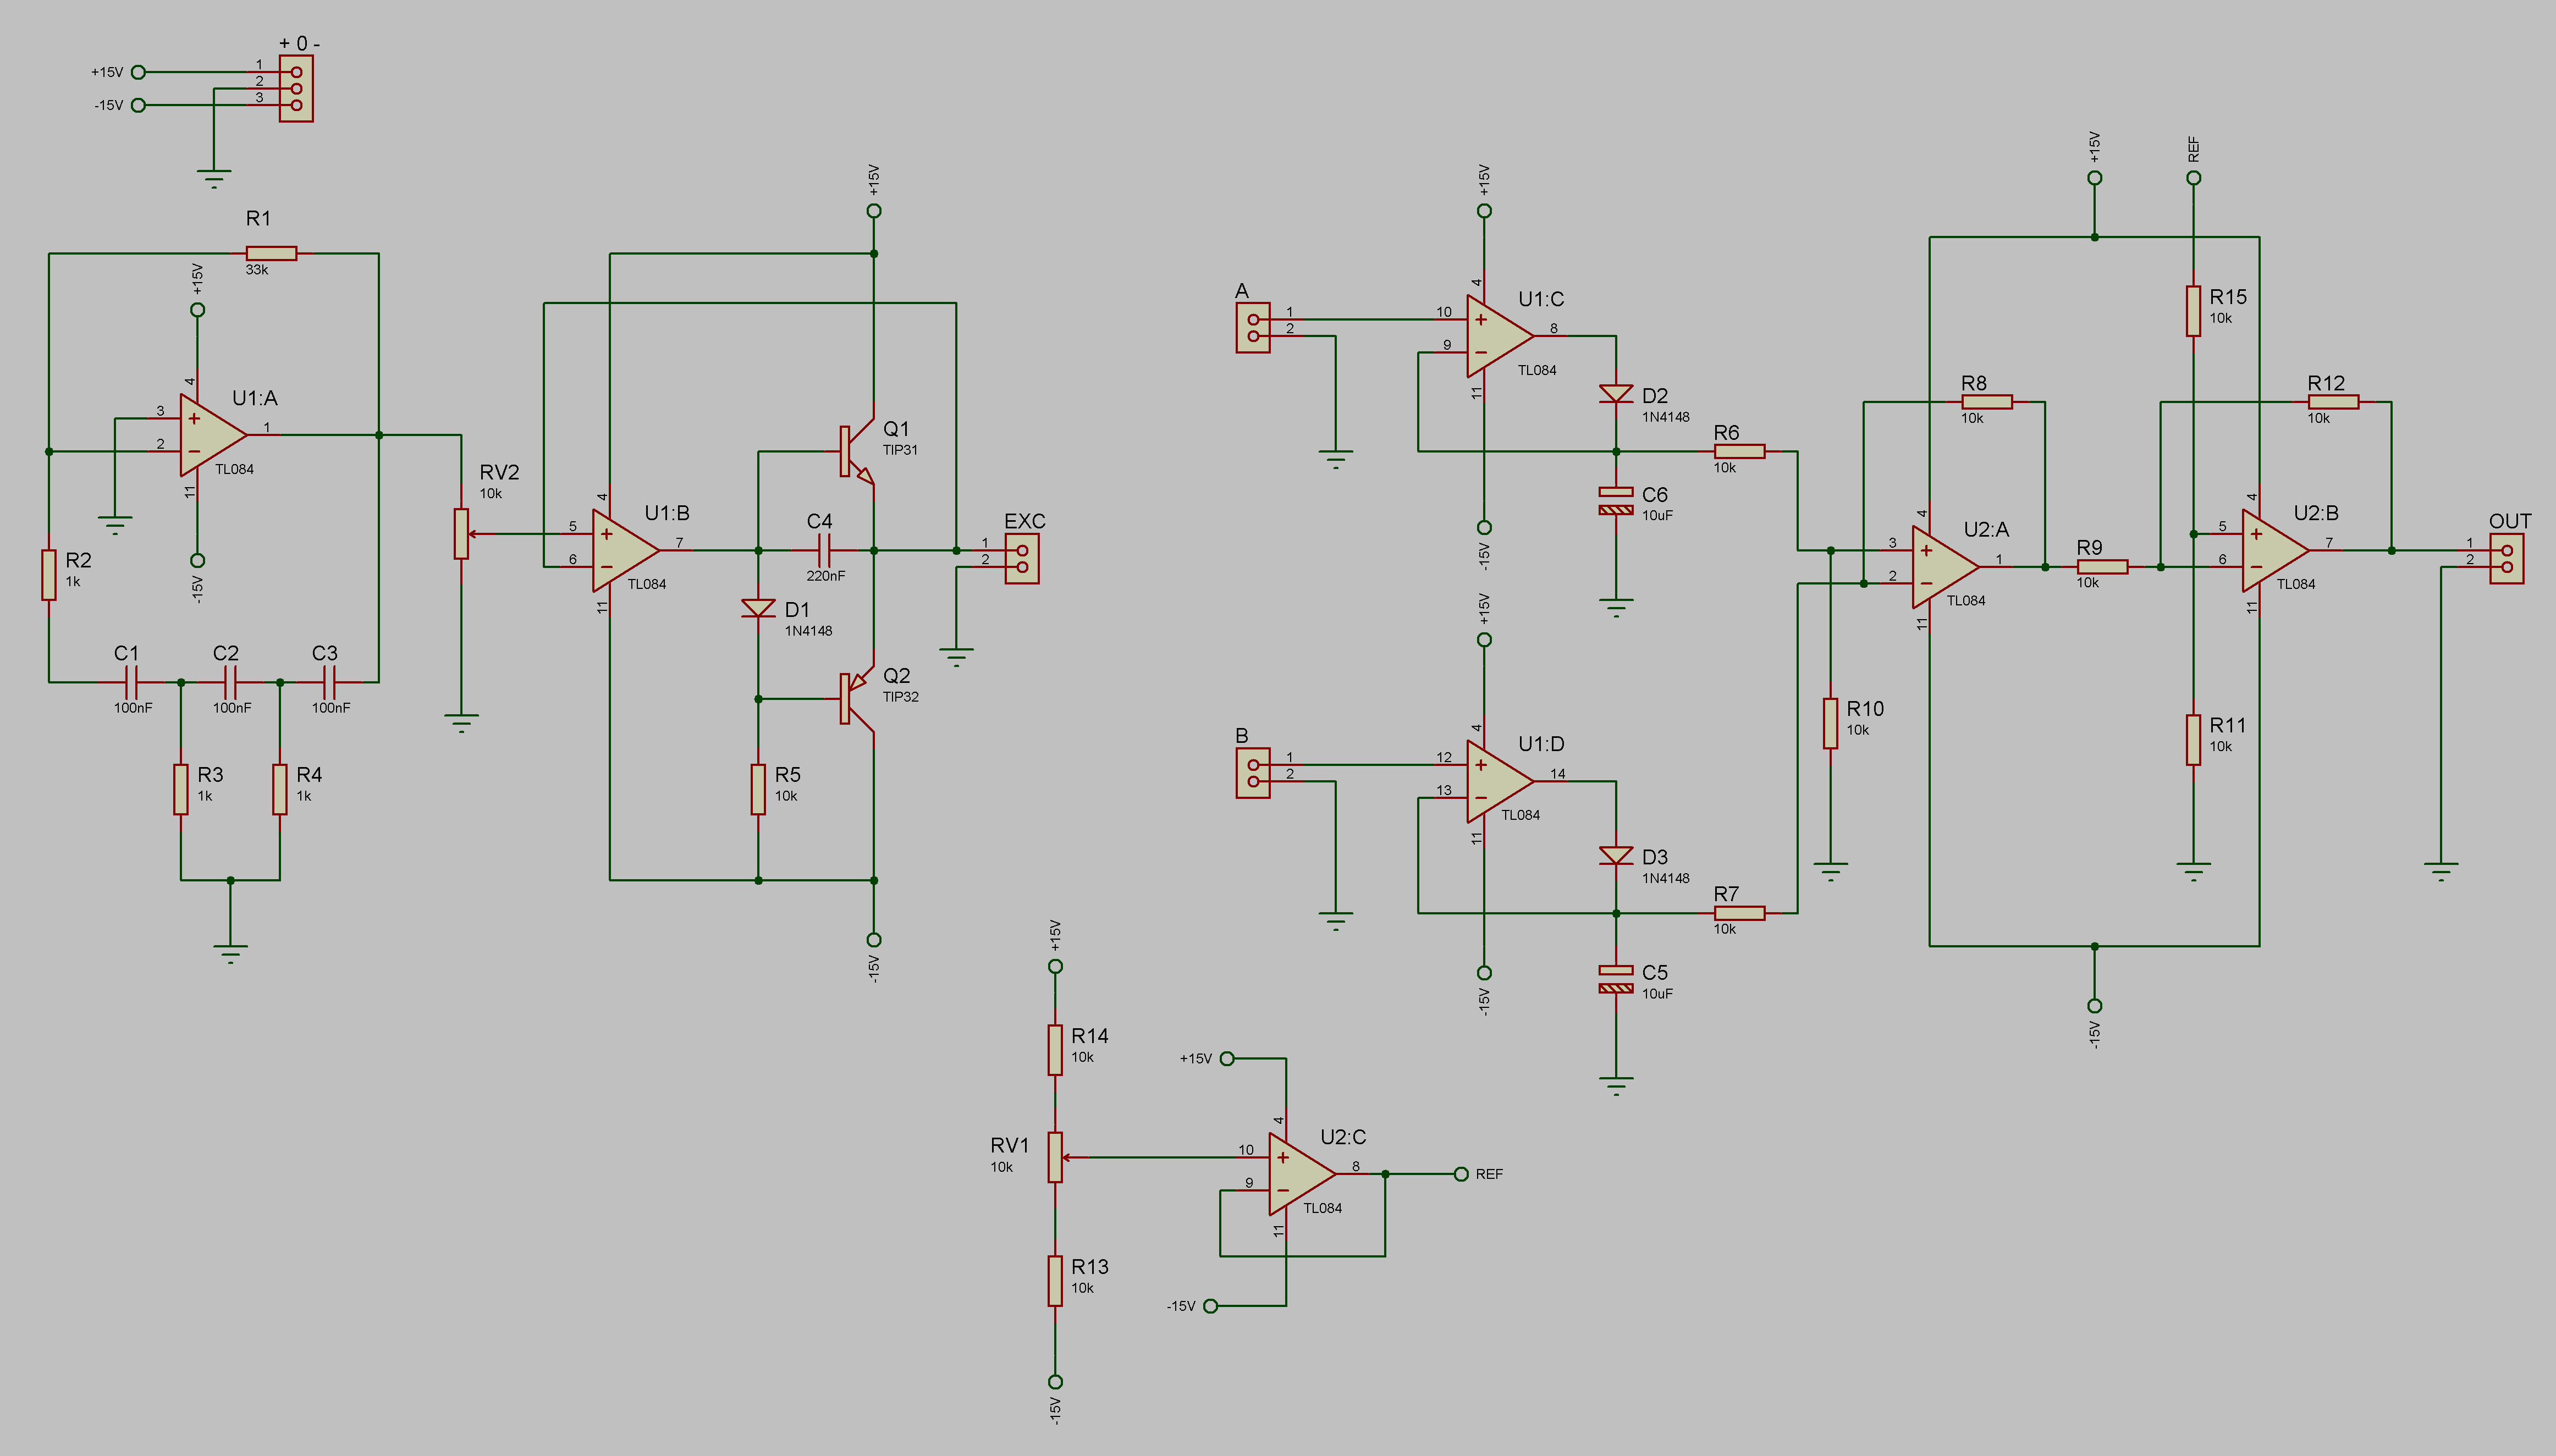 + 0 -
+15V
1
2
-15V
3
R1
33k
+15V
4
U1:A
3
+
1
2
−
TL084
11
-15V
R2
1k
C1
100nF
C2
100nF
C3
100nF
R3
1k
R4
1k
RV2
10k
+15V
4
U1:B
5
+
7
6
−
TL084
11
Q1
TIP31
C4
220nF
D1
1N4148
Q2
TIP32
R5
10k
-15V
EXC
1
2
A
1
2
+15V
4
U1:C
10
+
8
9
−
TL084
11
-15V
D2
1N4148
C6
10uF
R6
10k
B
1
2
+15V
4
U1:D
12
+
14
13
−
TL084
11
-15V
D3
1N4148
C5
10uF
R7
10k
+15V
REF
R15
10k
R8
10k
R12
10k
4
U2:A
3
+
1
2
−
TL084
11
R9
10k
4
U2:B
5
+
7
6
−
TL084
11
OUT
1
2
R10
10k
R11
10k
-15V
+15V
R14
10k
RV1
10k
R13
10k
-15V
+15V
4
U2:C
10
+
8
REF
9
−
TL084
11
-15V